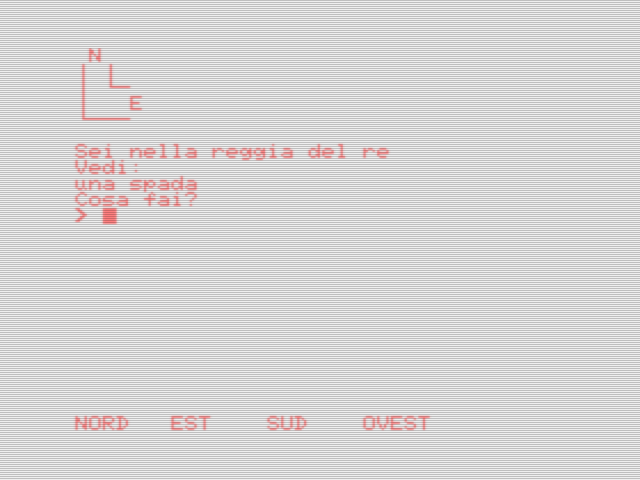 N
E
Sei nella reggia del re
Vedi:
una spada
Cosa fai?
>
NORD EST SUD OVEST